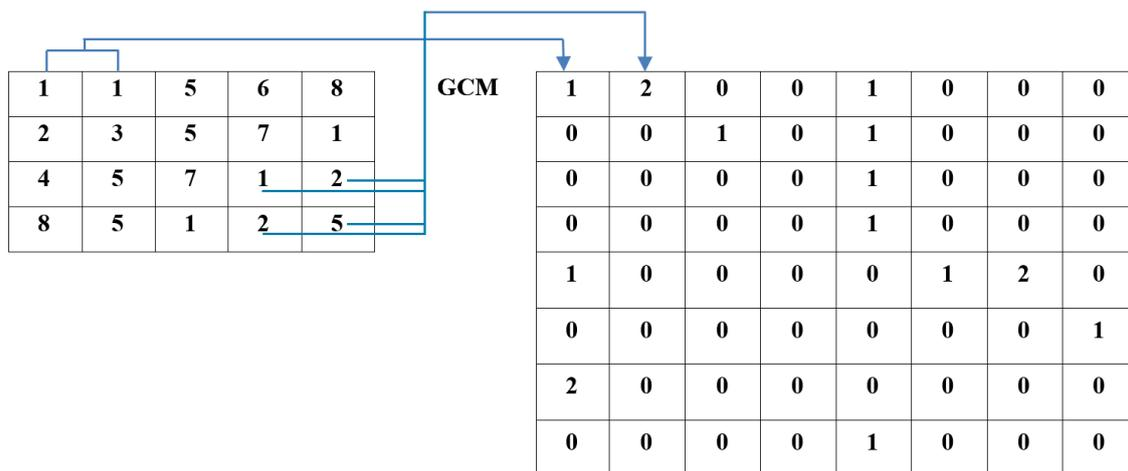 1 1 5 6 8 GCM 1 2 0 0 1 0 0 0
2 3 5 7 1 0 0 1 0 1 0 0 0
4 5 7 1 2 0 0 0 0 1 0 0 0
8 5 1 2 5 0 0 0 0 1 0 0 0
1 0 0 0 0 1 2 0
0 0 0 0 0 0 0 1
2 0 0 0 0 0 0 0
0 0 0 0 1 0 0 0